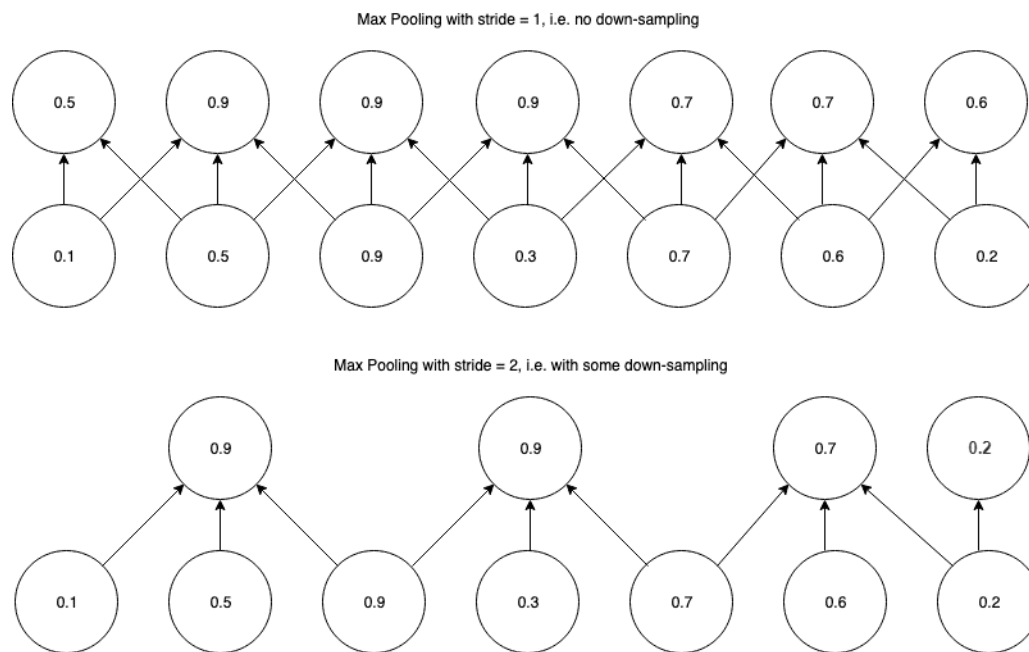 Max Pooling with stride = 1, i.e. no down-sampling
0.5 0.9 0.9 0.9 0.7 0.7 0.6
0.1 0.5 0.9 0.3 0.7 0.6 0.2
Max Pooling with stride = 2, i.e. with some down-sampling
0.9 0.9 0.7 0.2
0.1 0.5 0.9 0.3 0.7 0.6 0.2